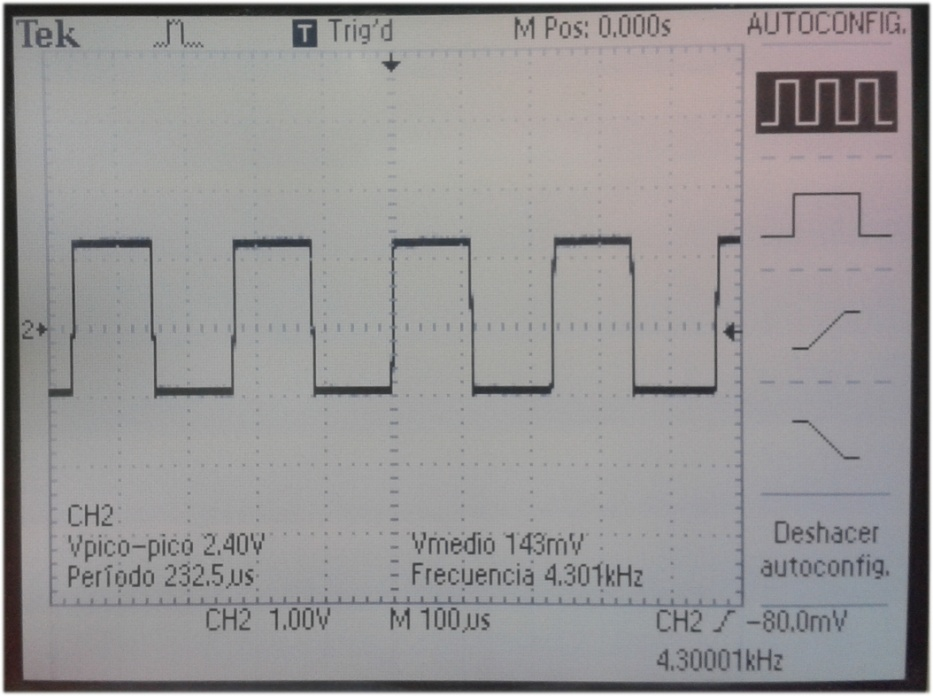 Tek T Trig'd M Pos: 0.000s AUTOCONFIG.
2
CH2
Vpico-pico 2.40V Vmedio 143mV
Período 232.5µs Frecuencia 4.301kHz
Deshacer
autoconfig.
CH2 1.00V M 100µs CH2 -80.0mV
4.30001kHz